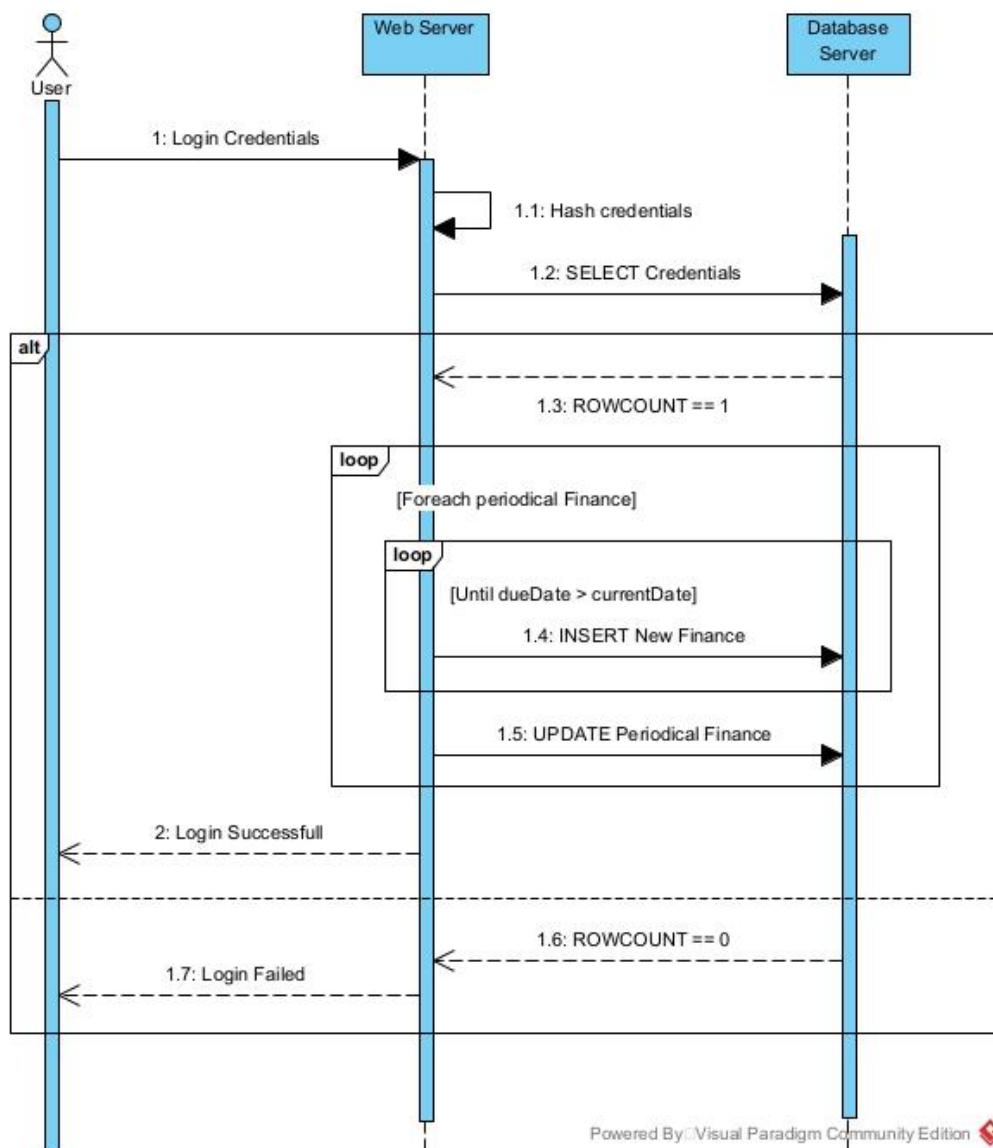 Web Server
Database
Server
User
1: Login Credentials
1.1: Hash credentials
1.2: SELECT Credentials
alt
1.3: ROWCOUNT == 1
loop
[Foreach periodical Finance]
loop
[Until dueDate > currentDate]
1.4: INSERT New Finance
1.5: UPDATE Periodical Finance
2: Login Successfull
1.6: ROWCOUNT == 0
1.7: Login Failed
Powered By Visual Paradigm Community Edition